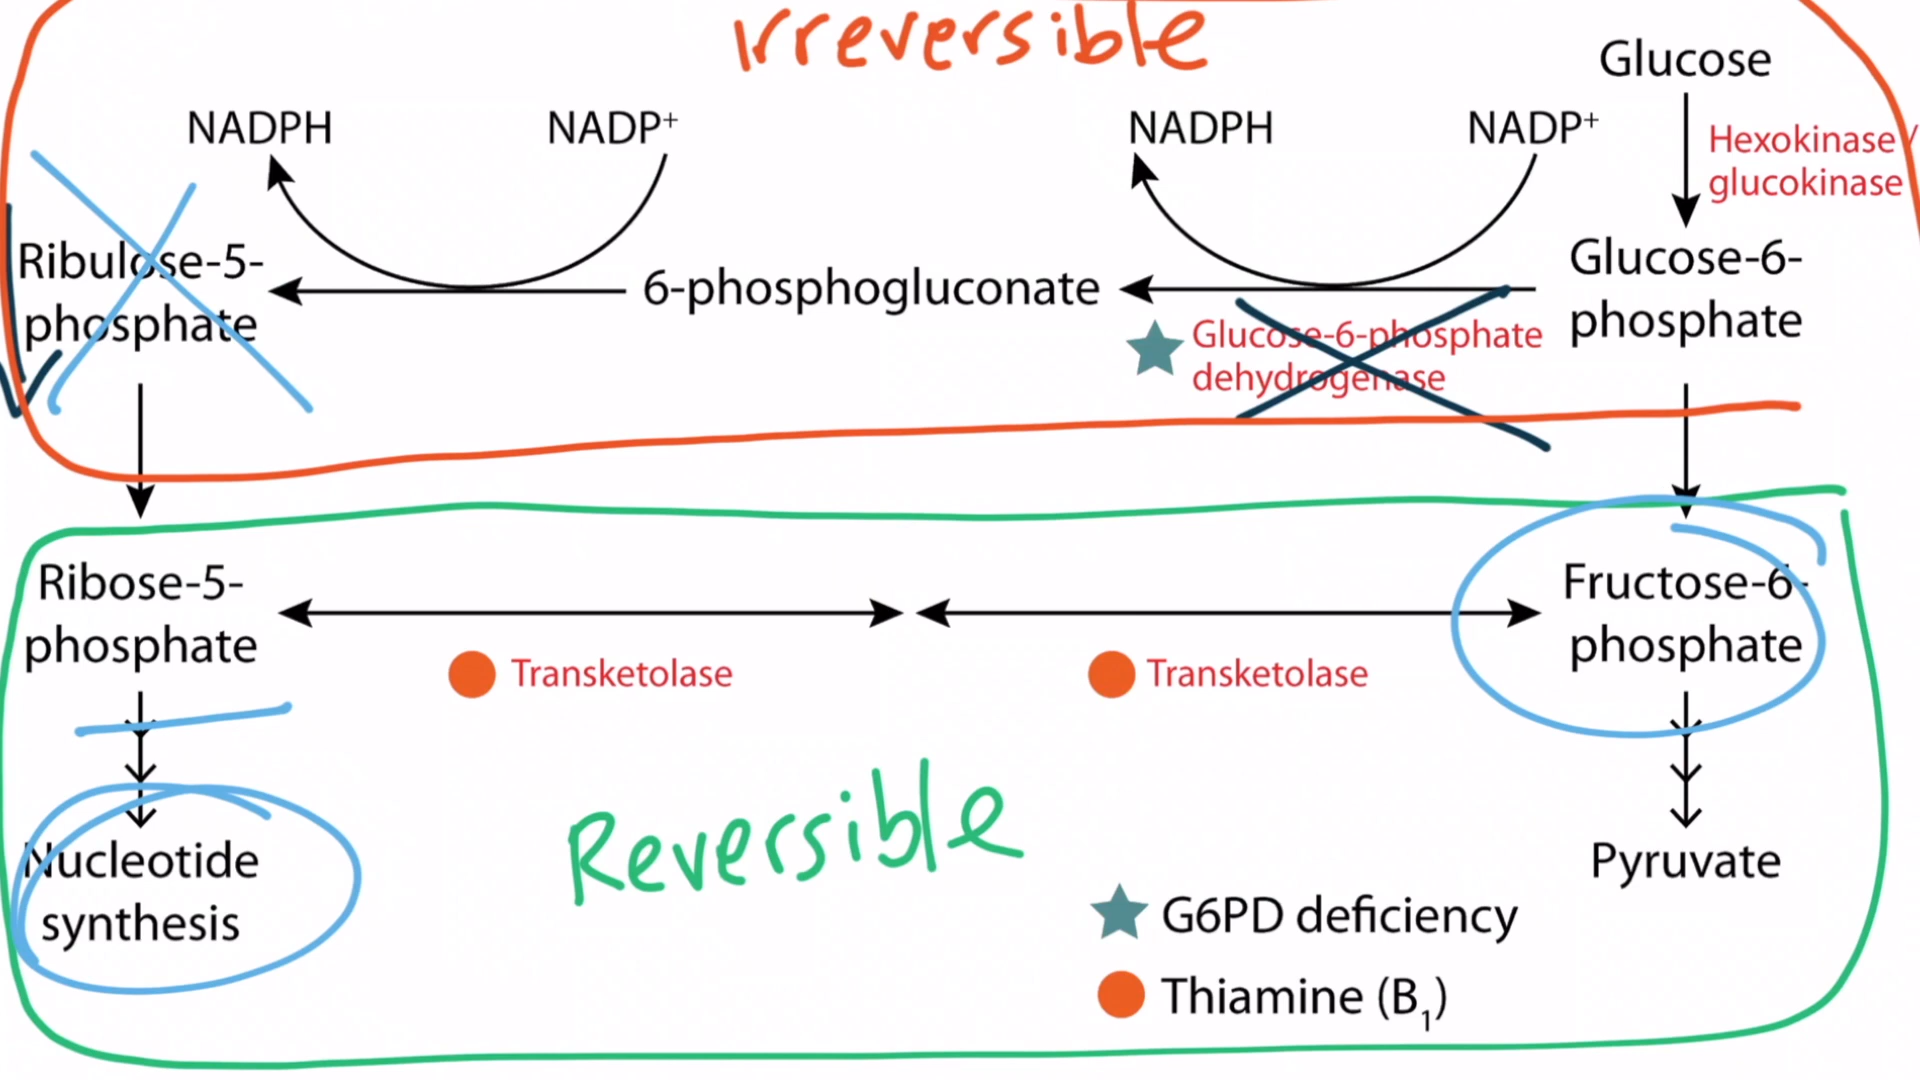 Irreversible
Glucose
NADPH
NADP+
NADPH
NADP+
Hexokinase /
glucokinase
Ribulose-5-
phosphate
6-phosphogluconate
Glucose-6-
phosphate
Glucose-6-phosphate
dehydrogenase
Ribose-5-
phosphate
Transketolase
Transketolase
Fructose-6-
phosphate
Reversible
Nucleotide
synthesis
Pyruvate
G6PD deficiency
Thiamine (B1)